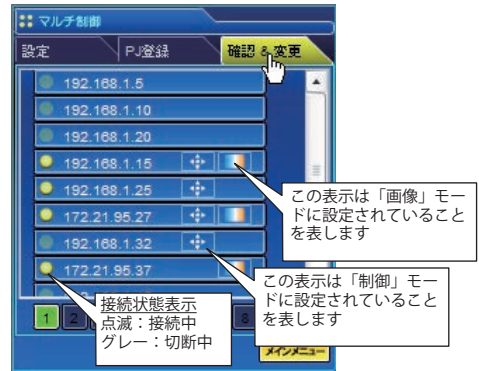 マルチ制御
設定
PJ登録
確認 & 変更
192.168.1.5
192.168.1.10
192.168.1.20
192.168.1.15
192.168.1.25
172.21.95.27
192.168.1.32
172.21.95.37
この表示は「画像」モー
ドに設定されていること
を表します
この表示は「制御」モー
ドに設定されていること
を表します
接続状態表示
点滅：接続中
グレー：切断中
1
2
8
メインメニュー